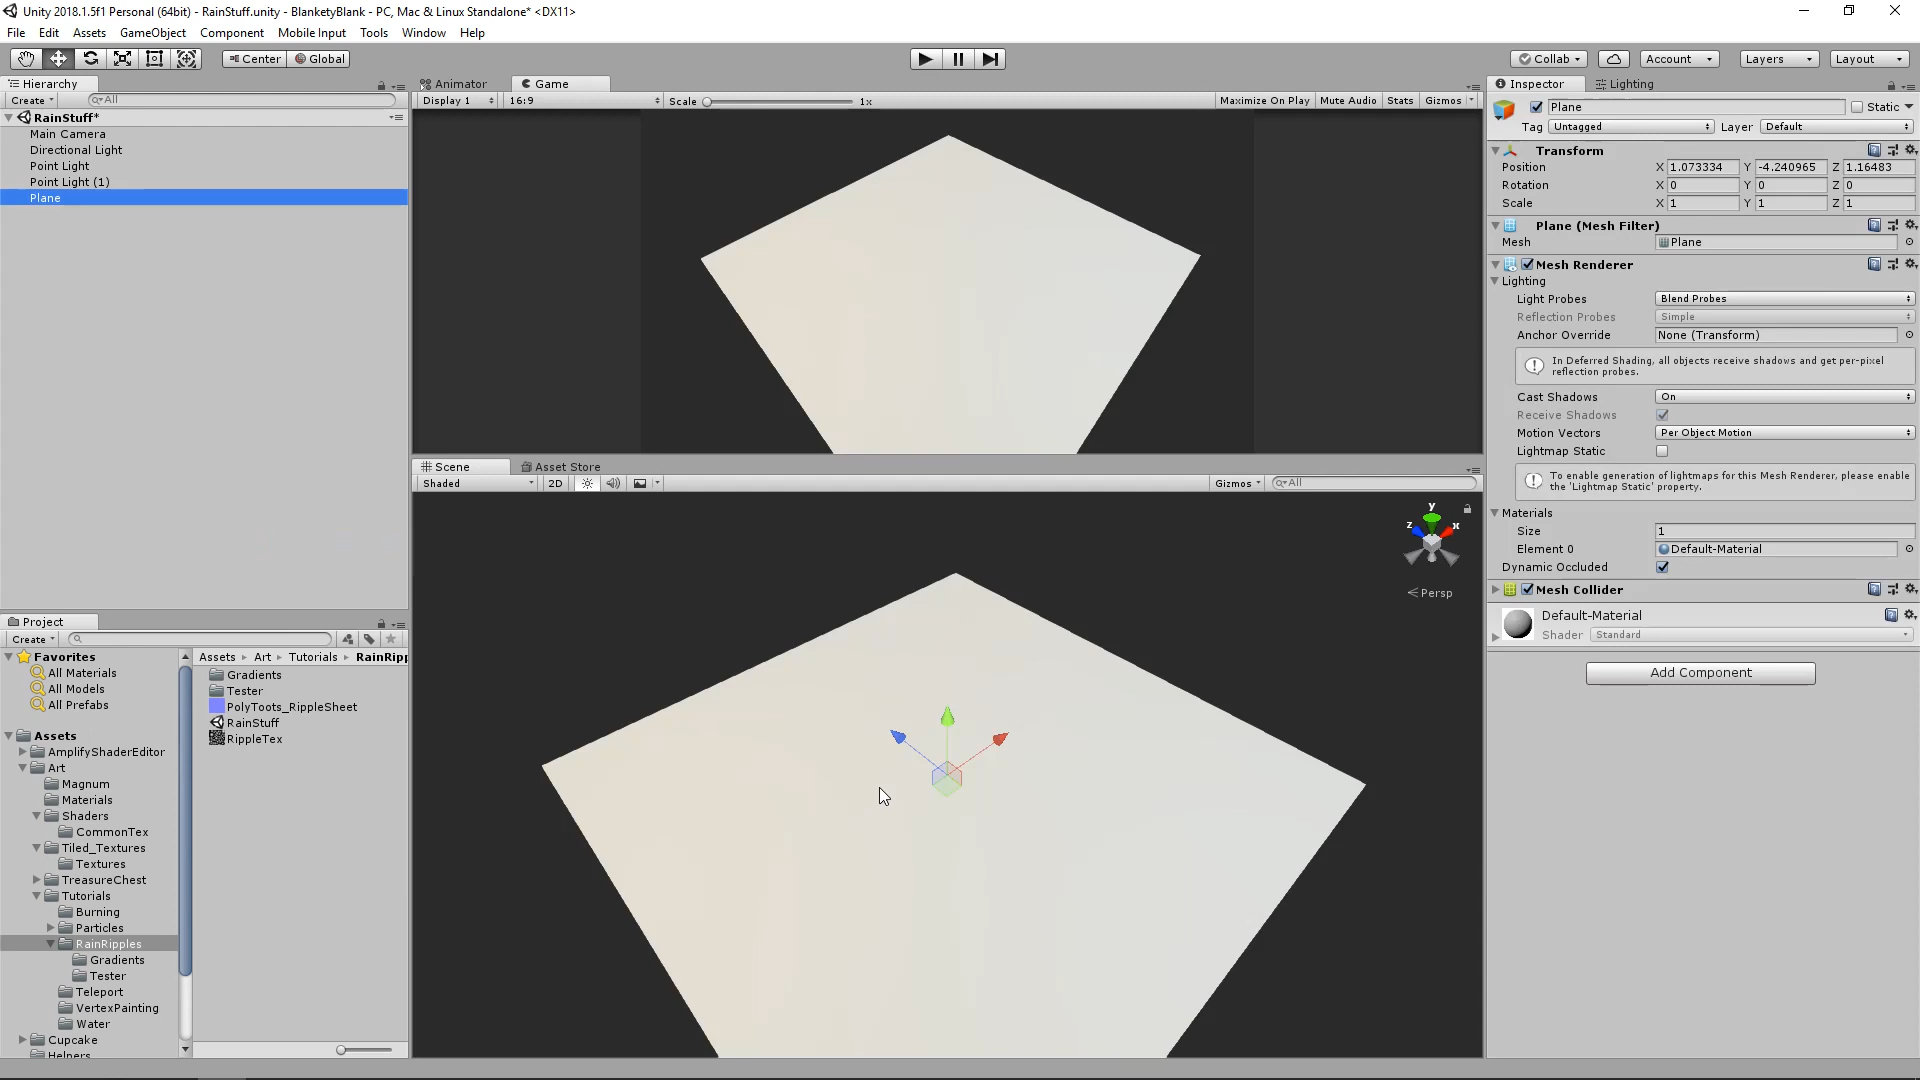 Unity 2018.1.5f1 Personal (64bit) - RainStuff.unity - BlanketyBlank - PC, Mac & Linux Standalone* <DX11>
File Edit Assets GameObject Component Mobile Input Tools Window Help
Center Global Collab Account Layers Layout
Hierarchy
Create All
RainStuff*
Main Camera
Directional Light
Point Light
Point Light (1)
Plane
Animator Game
Display 1 16:9 Scale 1x Maximize On Play Mute Audio Stats Gizmos
Scene Asset Store
Shaded 2D Gizmos All
y
z x
Persp
Project
Create
Favorites
All Materials
All Models
All Prefabs
Assets
AmplifyShaderEditor
Art
Magnum
Materials
Shaders
CommonTex
Tiled_Textures
Textures
TreasureChest
Tutorials
Burning
Particles
RainRipples
Gradients
Tester
Teleport
VertexPainting
Water
Cupcake
Helpers
Assets Art Tutorials RainRipp
Gradients
Tester
PolyToots_RippleSheet
RainStuff
RippleTex
Inspector Lighting
Plane Static
Tag Untagged Layer Default
Transform
Position X 1.073334 Y -4.240965 Z 1.16483
Rotation X 0 Y 0 Z 0
Scale X 1 Y 1 Z 1
Plane (Mesh Filter)
Mesh Plane
Mesh Renderer
Lighting
Light Probes Blend Probes
Reflection Probes Simple
Anchor Override None (Transform)
In Deferred Shading, all objects receive shadows and get per-pixel
reflection probes.
Cast Shadows On
Receive Shadows
Motion Vectors Per Object Motion
Lightmap Static
To enable generation of lightmaps for this Mesh Renderer, please enable
the 'Lightmap Static' property.
Materials
Size 1
Element 0 Default-Material
Dynamic Occluded
Mesh Collider
Default-Material
Shader Standard
Add Component